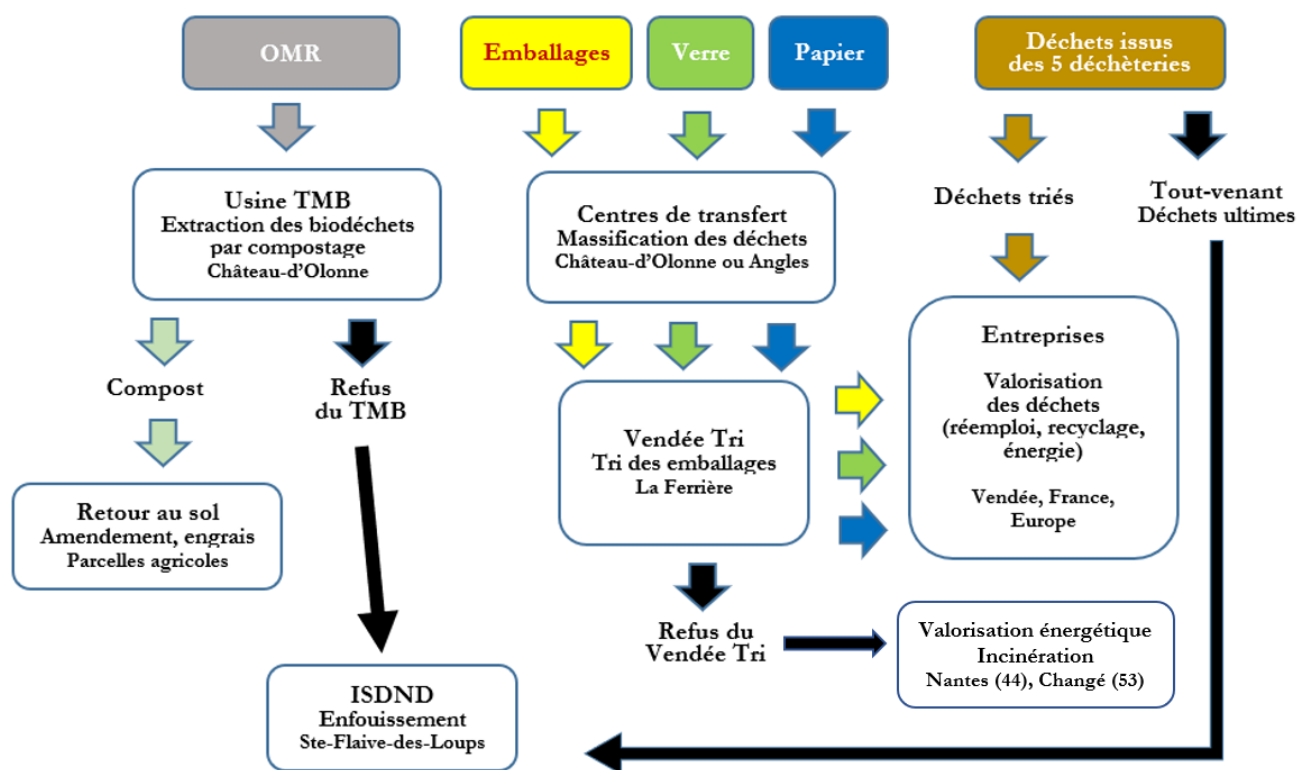 OMR
Emballages
Verre
Papier
Déchets issus
des 5 déchèteries
Usine TMB
Extraction des biodéchets
par compostage
Château-d'Olonne
Centres de transfert
Massification des déchets
Château-d'Olonne ou Angles
Déchets triés
Tout-venant
Déchets ultimes
Compost
Refus
du TMB
Vendée Tri
Tri des emballages
La Ferrière
Entreprises
Valorisation
des déchets
(réemploi, recyclage,
énergie)
Vendée, France,
Europe
Retour au sol
Amendement, engrais
Parcelles agricoles
Refus du
Vendée Tri
Valorisation énergétique
Incinération
Nantes (44), Changé (53)
ISDND
Enfouissement
Ste-Flaive-des-Loups